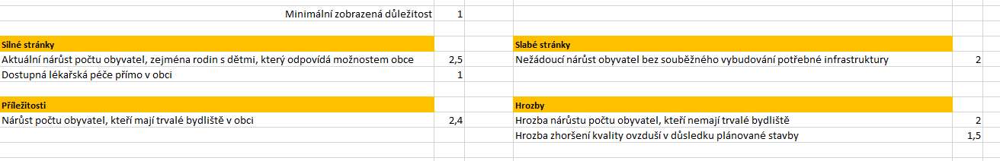 Minimální zobrazená důležitost 1
Silné stránky Slabé stránky
Aktuální nárůst počtu obyvatel, zejména rodin s dětmi, který odpovídá možnostem obce 2,5 Nežádoucí nárůst obyvatel bez souběžného vybudování potřebné infrastruktury 2
Dostupná lékařská péče přímo v obci 1
Příležitosti Hrozby
Nárůst počtu obyvatel, kteří mají trvalé bydliště v obci 2,4 Hrozba nárůstu počtu obyvatel, kteří nemají trvalé bydliště 2
Hrozba zhoršení kvality ovzduší v důsledku plánované stavby 1,5